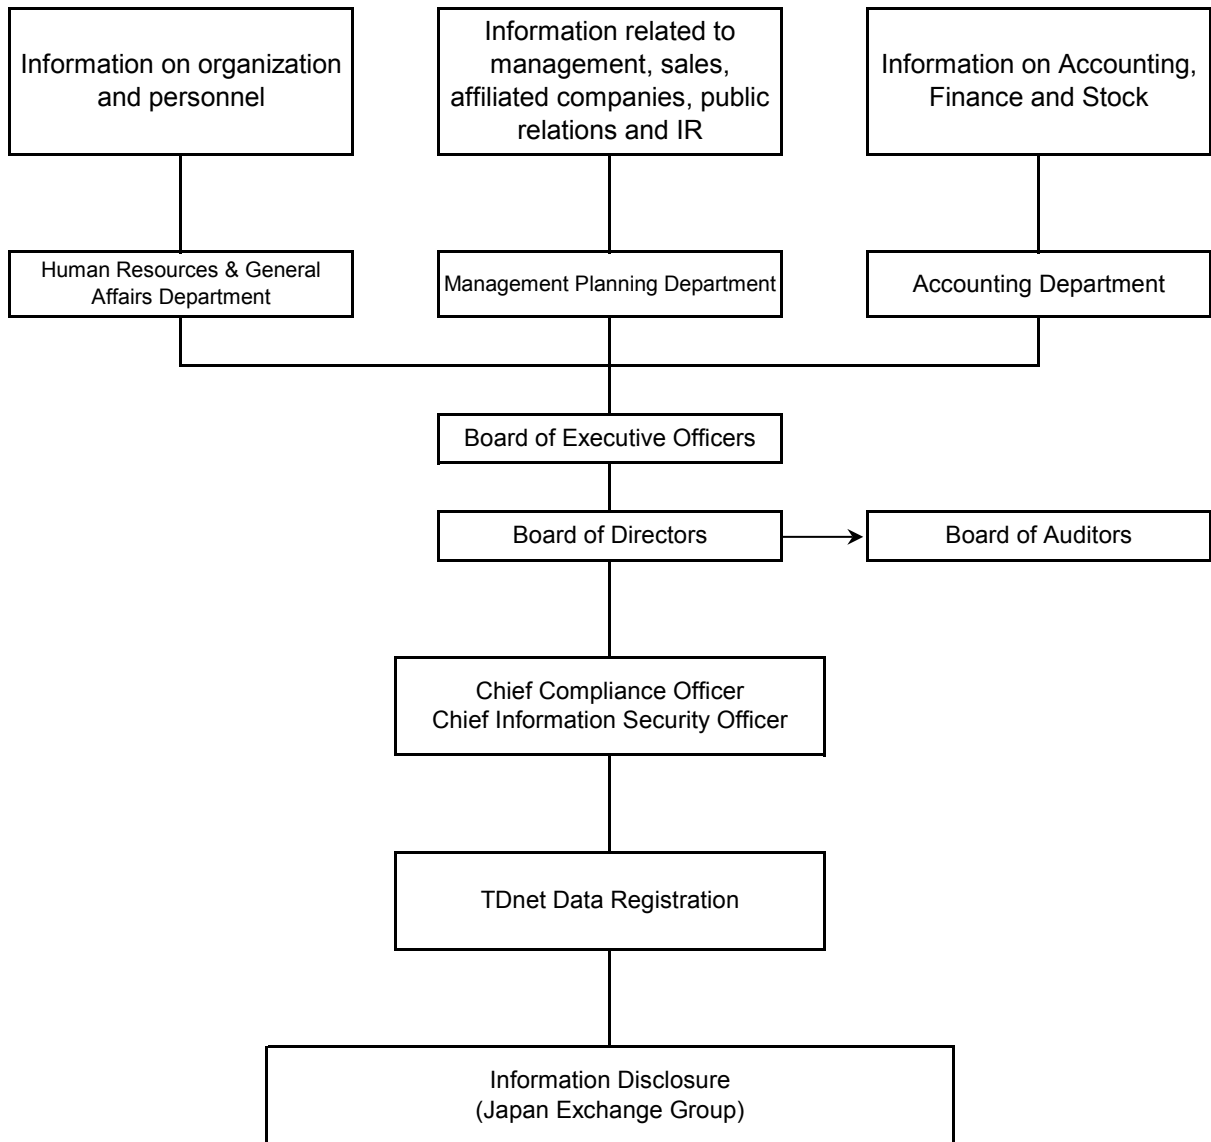 Information on organization
and personnel
Information related to
management, sales,
affiliated companies, public
relations and IR
Information on Accounting,
Finance and Stock
Human Resources & General
Affairs Department
Management Planning Department
Accounting Department
Board of Executive Officers
Board of Directors
Board of Auditors
Chief Compliance Officer
Chief Information Security Officer
TDnet Data Registration
Information Disclosure
(Japan Exchange Group)